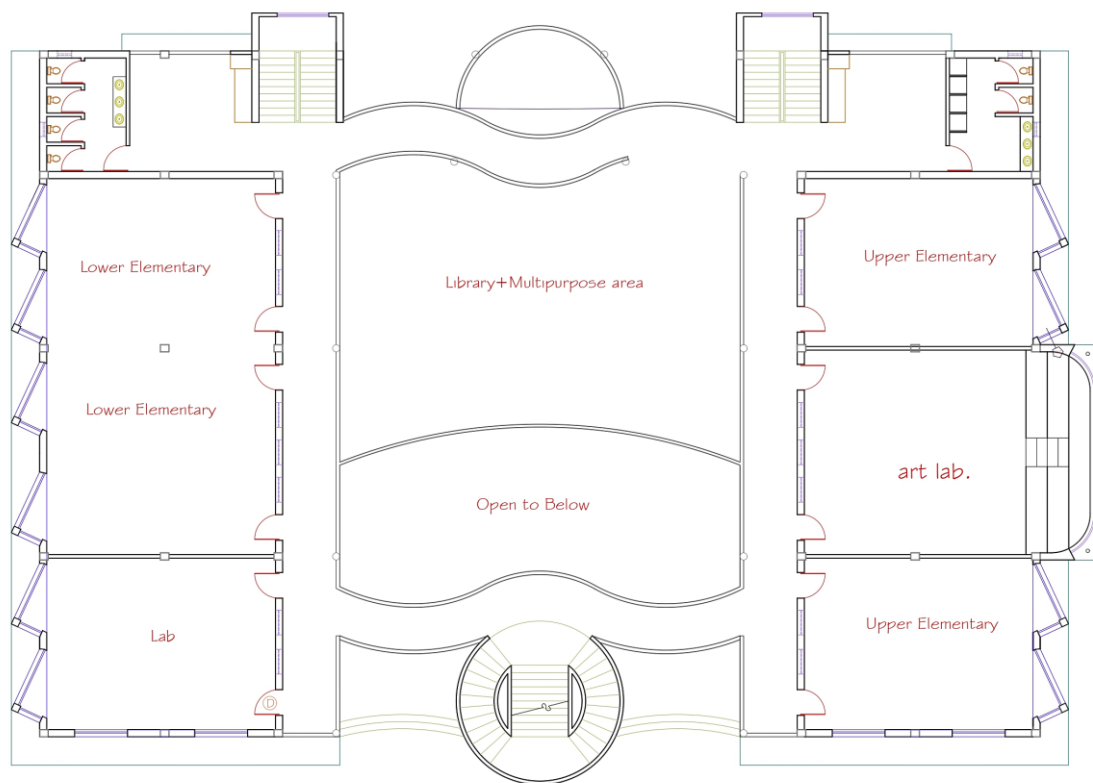 Lower Elementary
Upper Elementary
Library+Multipurpose area
Lower Elementary
art lab.
Open to Below
Lab
Upper Elementary
D